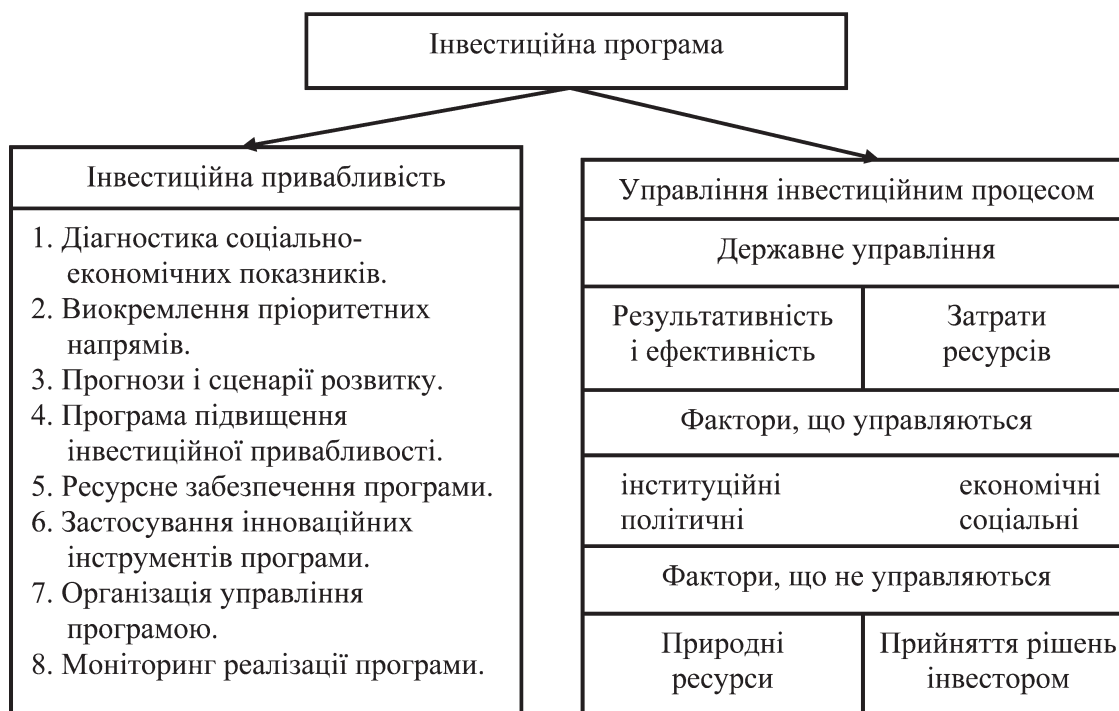 Інвестиційна програма
Інвестиційна привабливість
1. Діагностика соціально-
економічних показників.
2. Виокремлення пріоритетних
напрямів.
3. Прогнози і сценарії розвитку.
4. Програма підвищення
інвестиційної привабливості.
5. Ресурсне забезпечення програми.
6. Застосування інноваційних
інструментів програми.
7. Організація управління
програмою.
8. Моніторинг реалізації програми.
Управління інвестиційним процесом
Державне управління
Результативність
і ефективність
Затрати
ресурсів
Фактори, що управляються
інституційні економічні
політичні соціальні
Фактори, що не управляються
Природні
ресурси
Прийняття рішень
інвестором